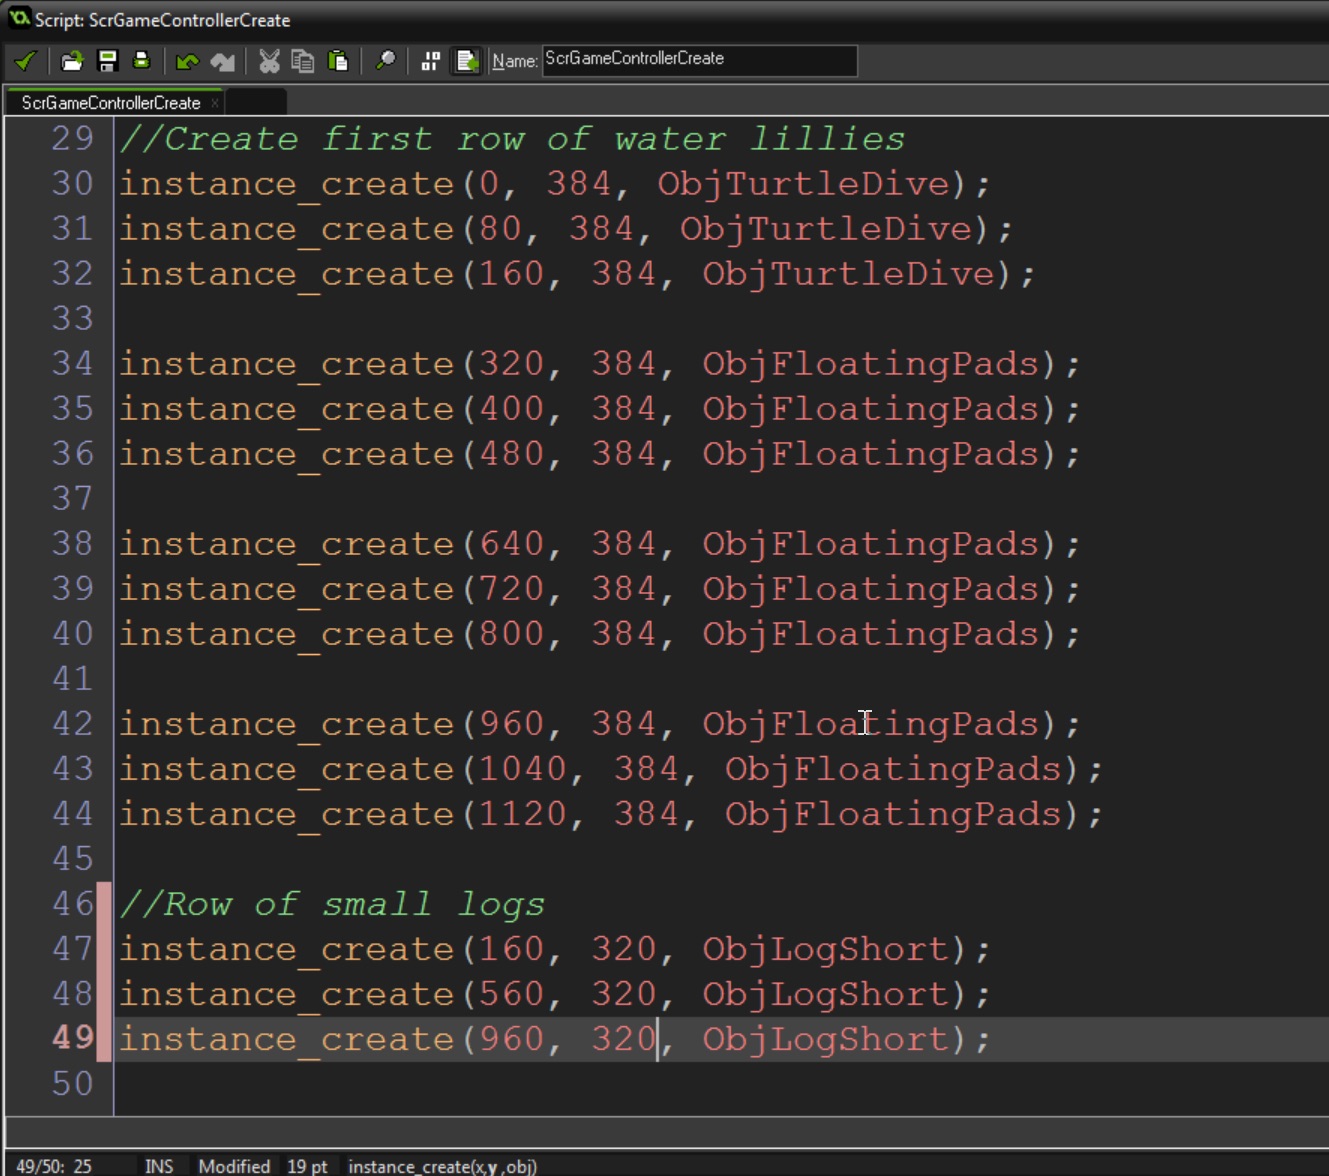 Script: ScrGameControllerCreate
Name: ScrGameControllerCreate
ScrGameControllerCreate ×
29 //Create first row of water lillies
30 instance_create(0, 384, ObjTurtleDive);
31 instance_create(80, 384, ObjTurtleDive);
32 instance_create(160, 384, ObjTurtleDive);
33
34 instance_create(320, 384, ObjFloatingPads);
35 instance_create(400, 384, ObjFloatingPads);
36 instance_create(480, 384, ObjFloatingPads);
37
38 instance_create(640, 384, ObjFloatingPads);
39 instance_create(720, 384, ObjFloatingPads);
40 instance_create(800, 384, ObjFloatingPads);
41
42 instance_create(960, 384, ObjFloatingPads);
43 instance_create(1040, 384, ObjFloatingPads);
44 instance_create(1120, 384, ObjFloatingPads);
45
46 //Row of small logs
47 instance_create(160, 320, ObjLogShort);
48 instance_create(560, 320, ObjLogShort);
49 instance_create(960, 320, ObjLogShort);
50
49/50: 25 INS Modified 19 pt instance_create(x,y,obj)